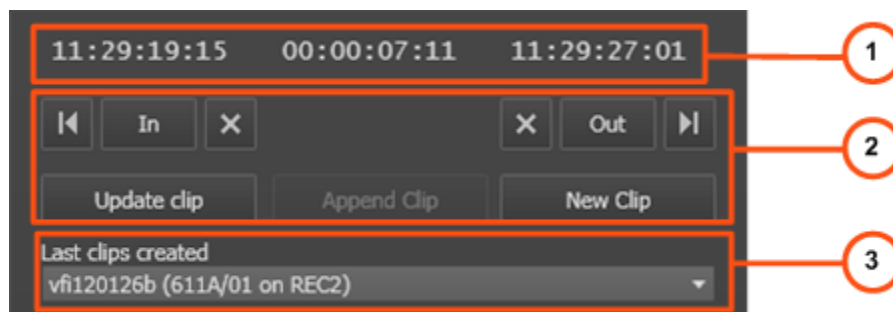 11:29:19:15 00:00:07:11 11:29:27:01
1
In Out
2
Update clip Append Clip New Clip
Last clips created
3
vfi120126b (611A/01 on REC2)